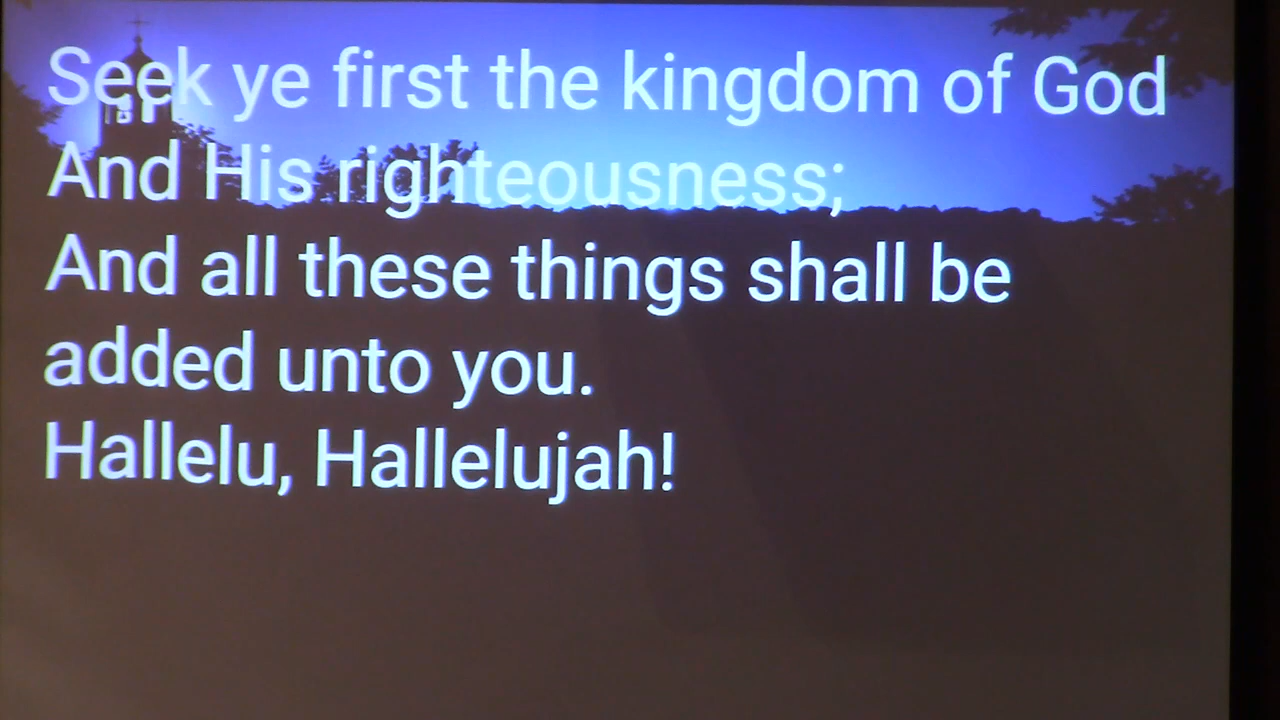 Seek ye first the kingdom of God
And His righteousness;
And all these things shall be
added unto you.
Hallelu, Hallelujah!